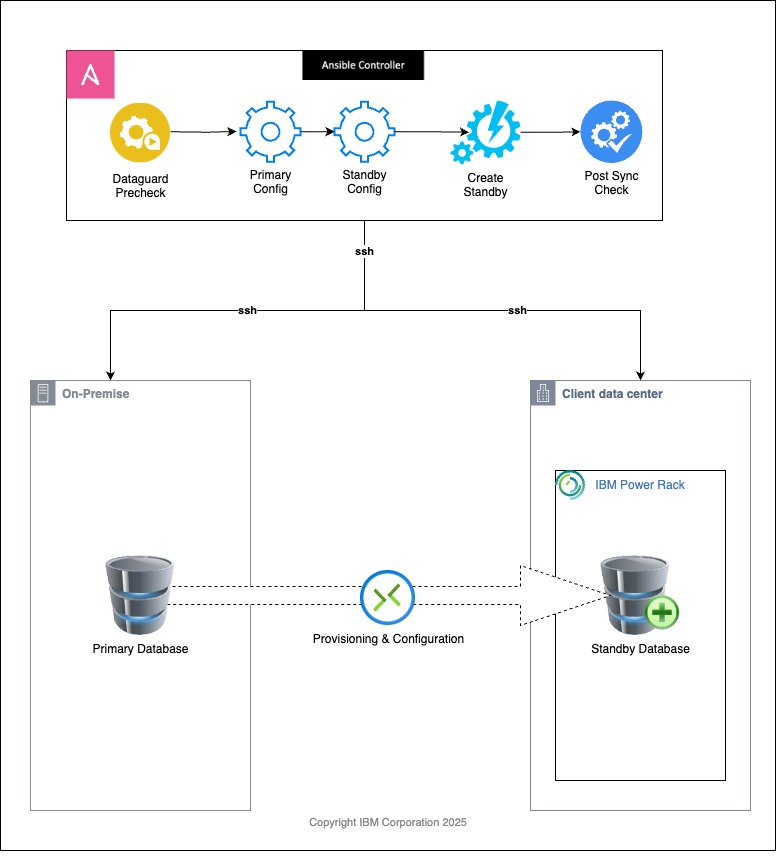 Ansible Controller
Dataguard
Precheck
Primary
Config
Standby
Config
Create
Standby
Post Sync
Check
ssh
ssh
ssh
On-Premise
Client data center
IBM Power Rack
Primary Database
Provisioning & Configuration
Standby Database
Copyright IBM Corporation 2025